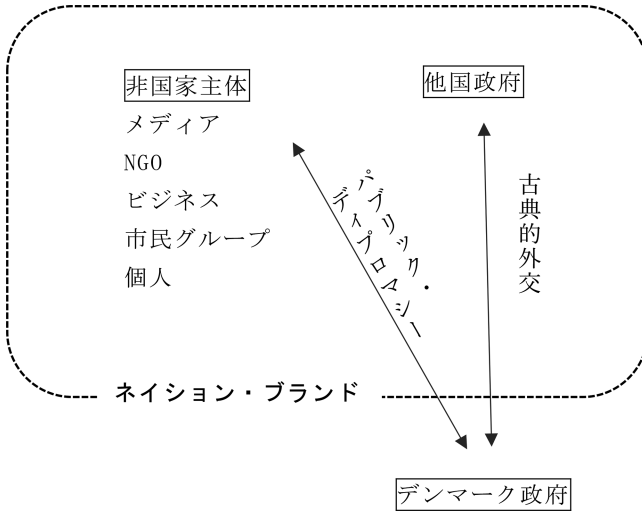 非国家主体
メディア
NGO
ビジネス
市民グループ
個人
他国政府
パブリック・
ディプロマシー
古典的外交
ネイション・ブランド
デンマーク政府